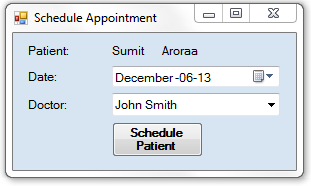 Schedule Appointment
Patient: Sumit Aroraa
Date: December-06-13
Doctor: John Smith
Schedule
Patient